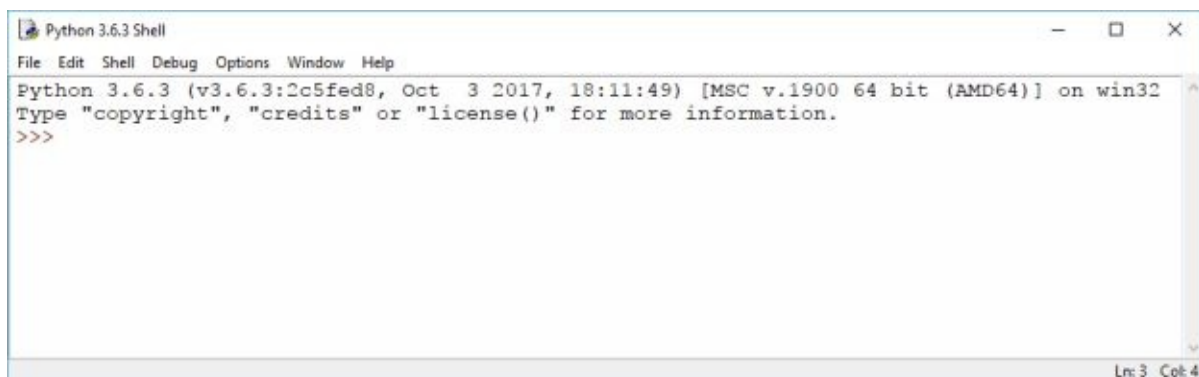 Python 3.6.3 Shell
File Edit Shell Debug Options Window Help
Python 3.6.3 (v3.6.3:2c5fed8, Oct  3 2017, 18:11:49) [MSC v.1900 64 bit (AMD64)] on win32
Type "copyright", "credits" or "license()" for more information.
>>>
Ln: 3 Col: 4